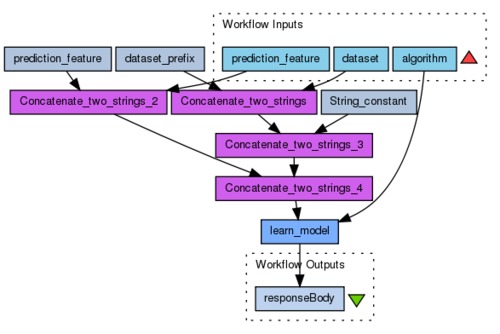 Workflow Inputs
prediction_feature
dataset_prefix
prediction_feature
dataset
algorithm
Concatenate_two_strings_2
Concatenate_two_strings
String_constant
Concatenate_two_strings_3
Concatenate_two_strings_4
learn_model
Workflow Outputs
responseBody